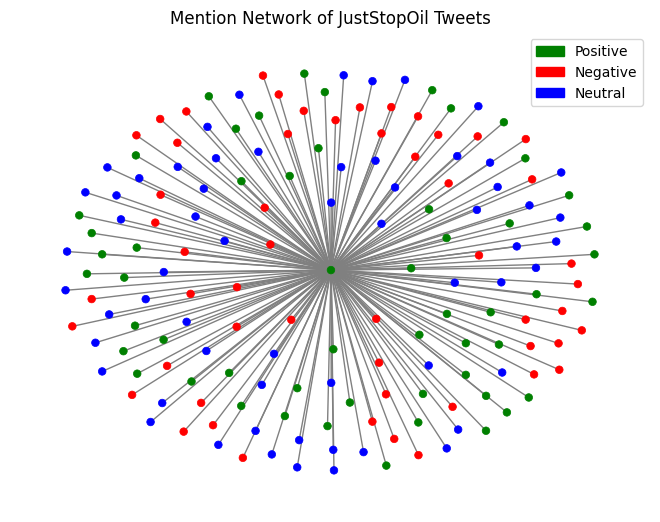 Mention Network of JustStopOil Tweets
Positive
Negative
Neutral